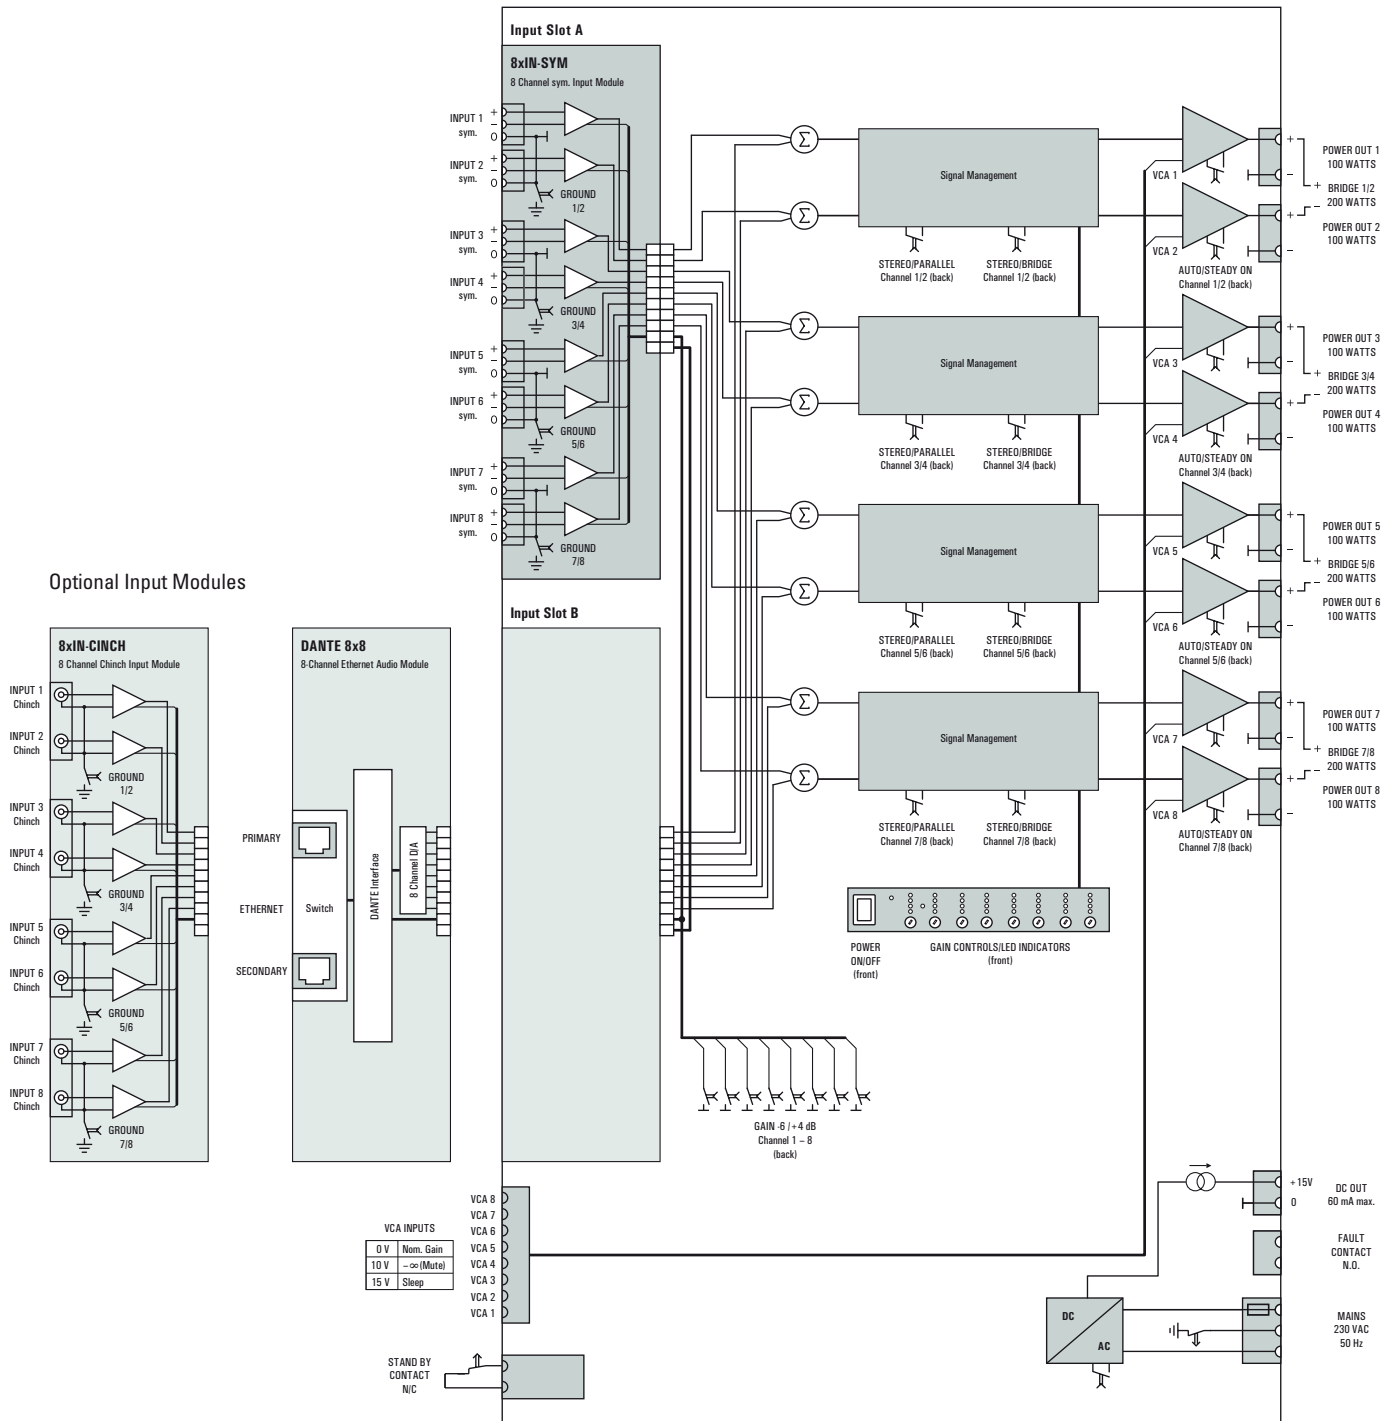 Input Slot A
8xIN-SYM
8 Channel sym. Input Module
INPUT 1
sym.
+
–
0
INPUT 2
sym.
+
–
0
GROUND
1/2
INPUT 3
sym.
+
–
0
INPUT 4
sym.
+
–
0
GROUND
3/4
INPUT 5
sym.
+
–
0
INPUT 6
sym.
+
–
0
GROUND
5/6
INPUT 7
sym.
+
–
0
INPUT 8
sym.
+
–
0
GROUND
7/8
Σ
Σ
Signal Management
STEREO/PARALLEL
Channel 1/2 (back)
STEREO/BRIDGE
Channel 1/2 (back)
VCA 1
VCA 2
AUTO/STEADY ON
Channel 1/2 (back)
+
–
+
–
POWER OUT 1
100 WATTS
+ BRIDGE 1/2
– 200 WATTS
POWER OUT 2
100 WATTS
Σ
Σ
Signal Management
STEREO/PARALLEL
Channel 3/4 (back)
STEREO/BRIDGE
Channel 3/4 (back)
VCA 3
VCA 4
AUTO/STEADY ON
Channel 3/4 (back)
+
–
+
–
POWER OUT 3
100 WATTS
+ BRIDGE 3/4
– 200 WATTS
POWER OUT 4
100 WATTS
Σ
Σ
Signal Management
STEREO/PARALLEL
Channel 5/6 (back)
STEREO/BRIDGE
Channel 5/6 (back)
VCA 5
VCA 6
AUTO/STEADY ON
Channel 5/6 (back)
+
–
+
–
POWER OUT 5
100 WATTS
+ BRIDGE 5/6
– 200 WATTS
POWER OUT 6
100 WATTS
Σ
Σ
Signal Management
STEREO/PARALLEL
Channel 7/8 (back)
STEREO/BRIDGE
Channel 7/8 (back)
VCA 7
VCA 8
AUTO/STEADY ON
Channel 7/8 (back)
+
–
+
–
POWER OUT 7
100 WATTS
+ BRIDGE 7/8
– 200 WATTS
POWER OUT 8
100 WATTS
Optional Input Modules
8xIN-CINCH
8 Channel Chinch Input Module
INPUT 1
Chinch
INPUT 2
Chinch
GROUND
1/2
INPUT 3
Chinch
INPUT 4
Chinch
GROUND
3/4
INPUT 5
Chinch
INPUT 6
Chinch
GROUND
5/6
INPUT 7
Chinch
INPUT 8
Chinch
GROUND
7/8
DANTE 8x8
8-Channel Ethernet Audio Module
PRIMARY
ETHERNET
SECONDARY
Switch
DANTE Interface
8 Channel D/A
Input Slot B
POWER
ON/OFF
(front)
GAIN CONTROLS/LED INDICATORS
(front)
GAIN -6 / + 4 dB
Channel 1 – 8
(back)
VCA INPUTS
0 V Nom. Gain
10 V – ∞ (Mute)
15 V Sleep
VCA 8
VCA 7
VCA 6
VCA 5
VCA 4
VCA 3
VCA 2
VCA 1
STAND BY
CONTACT
N/C
+ 15V
0
DC OUT
60 mA max.
FAULT
CONTACT
N.O.
DC
AC
MAINS
230 VAC
50 Hz